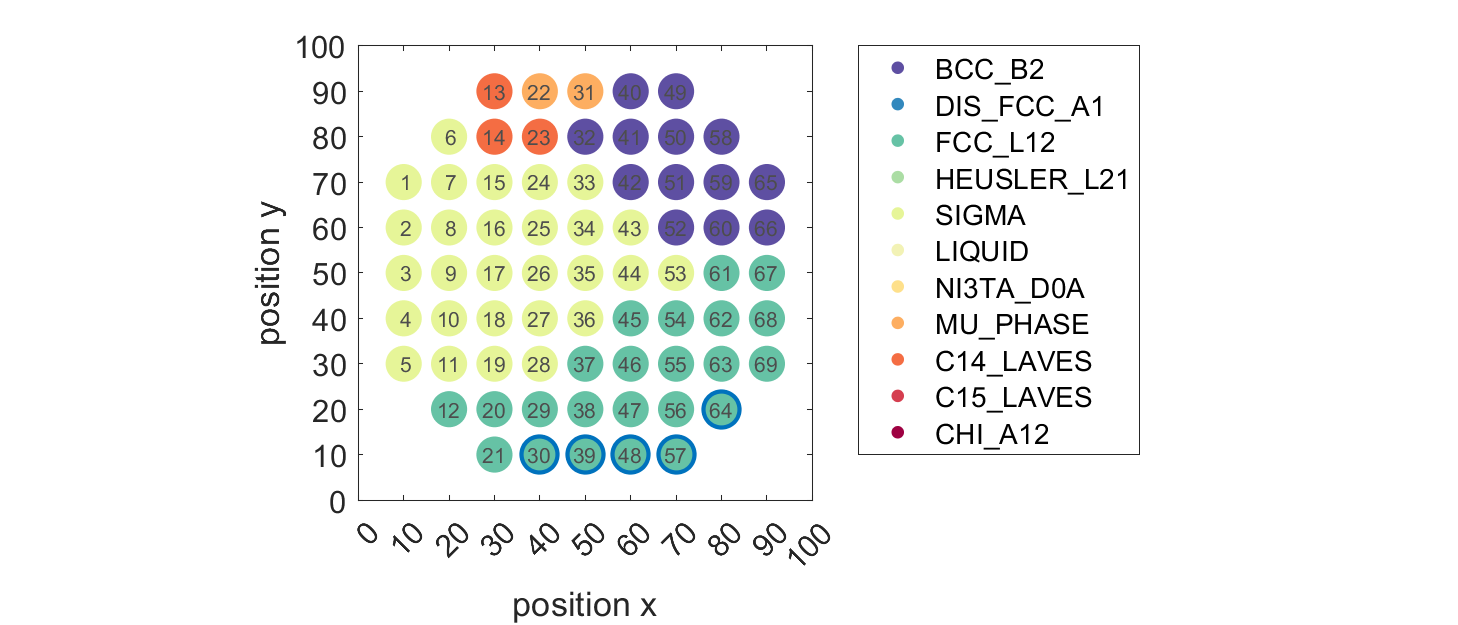 100
90 13 22 31 40 49
80 6 14 23 32 41 50 58
70 1 7 15 24 33 42 51 59 65
60 2 8 16 25 34 43 52 60 66
50 3 9 17 26 35 44 53 61 67
40 4 10 18 27 36 45 54 62 68
30 5 11 19 28 37 46 55 63 69
20 12 20 29 38 47 56 64
10 21 30 39 48 57
0
0 10 20 30 40 50 60 70 80 90 100
position x
position y
BCC_B2
DIS_FCC_A1
FCC_L12
HEUSLER_L21
SIGMA
LIQUID
NI3TA_D0A
MU_PHASE
C14_LAVES
C15_LAVES
CHI_A12